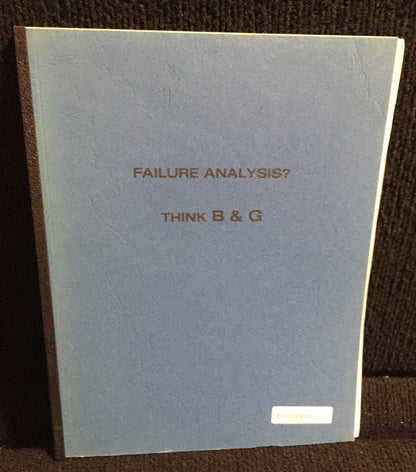 FAILURE ANALYSIS?
THINK B & G